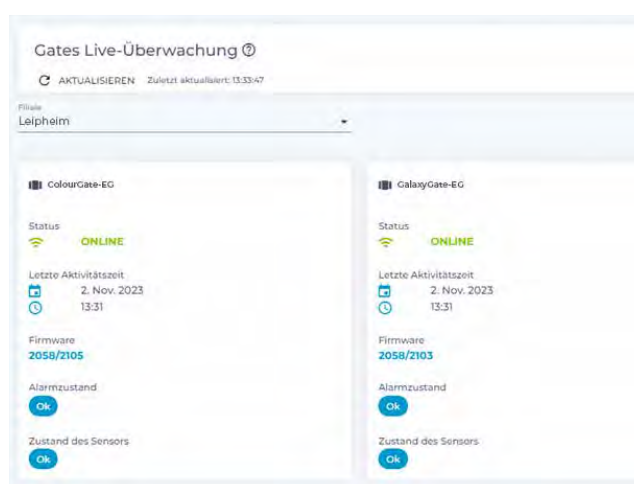 Gates Live-Überwachung
AKTUALISIEREN Zuletzt aktualisiert: 13:33:47
Filiale
Leipheim
ColourGate-EG
Status
ONLINE
Letzte Aktivitätszeit
2. Nov. 2023
13:31
Firmware
2058/2105
Alarmzustand
Ok
Zustand des Sensors
Ok
GalaxyGate-EG
Status
ONLINE
Letzte Aktivitätszeit
2. Nov. 2023
13:31
Firmware
2058/2103
Alarmzustand
Ok
Zustand des Sensors
Ok